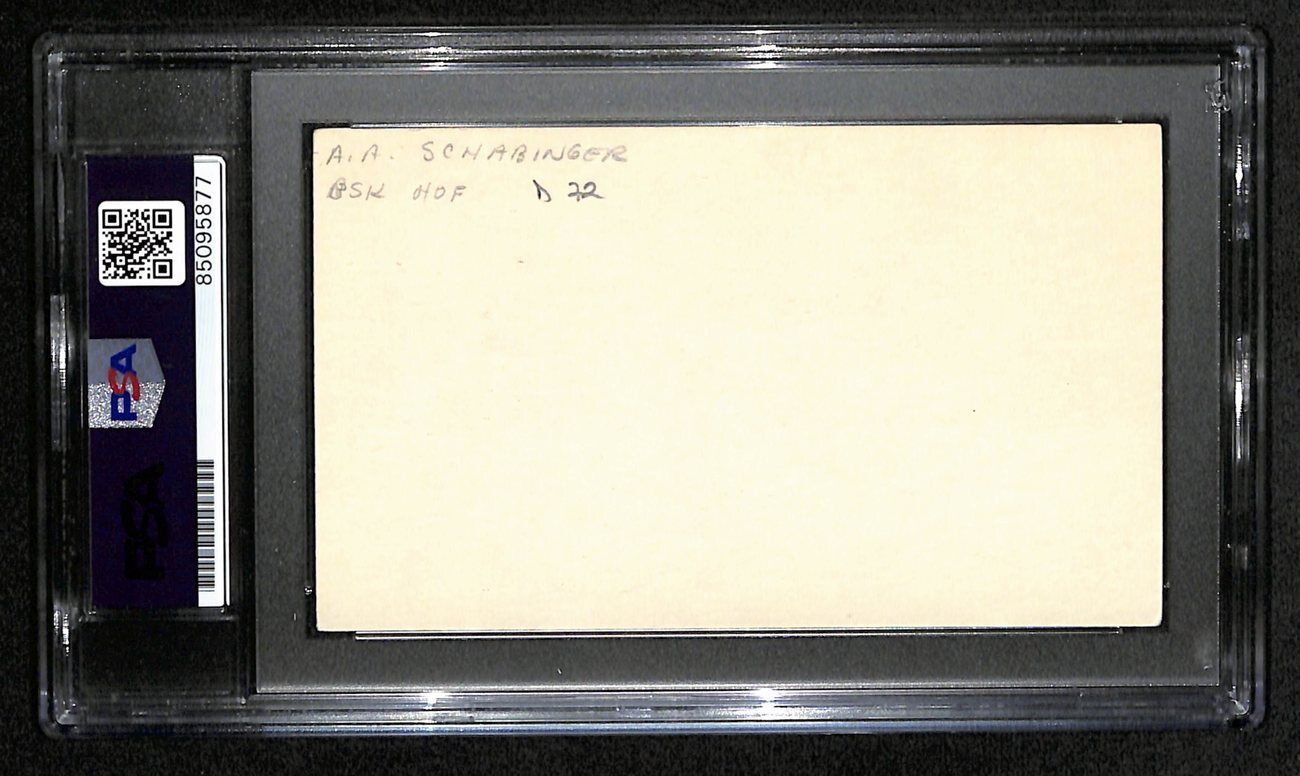 A.A. SCHABINGER
BSK HOF D 72
85095877
PSA
PSA